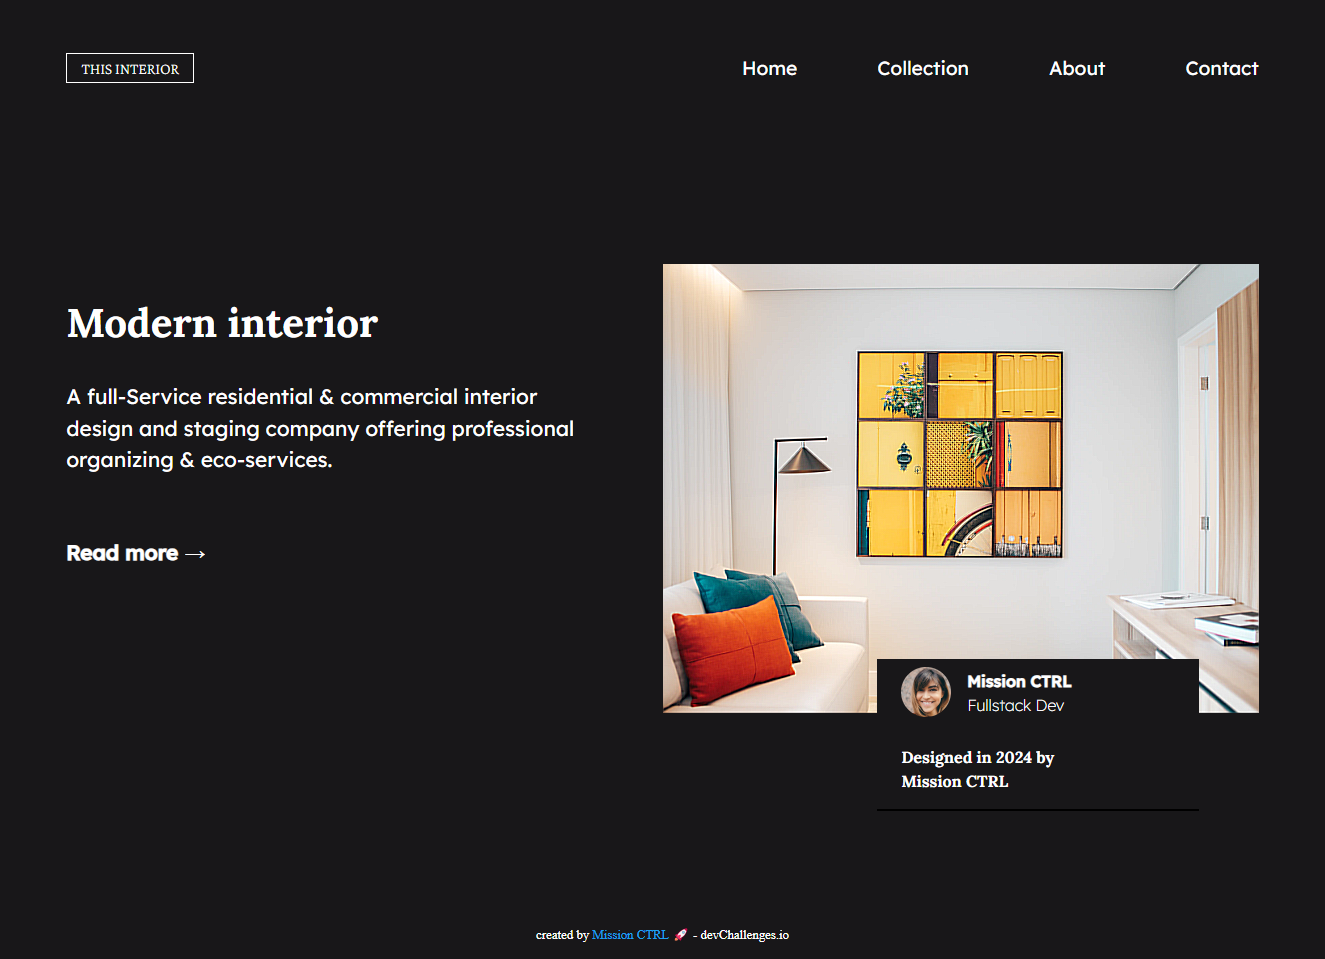 THIS INTERIOR
Home Collection About Contact
Modern interior
A full-Service residential & commercial interior
design and staging company offering professional
organizing & eco-services.
Read more →
Mission CTRL
Fullstack Dev
Designed in 2024 by
Mission CTRL
created by Mission CTRL 🚀 - devChallenges.io